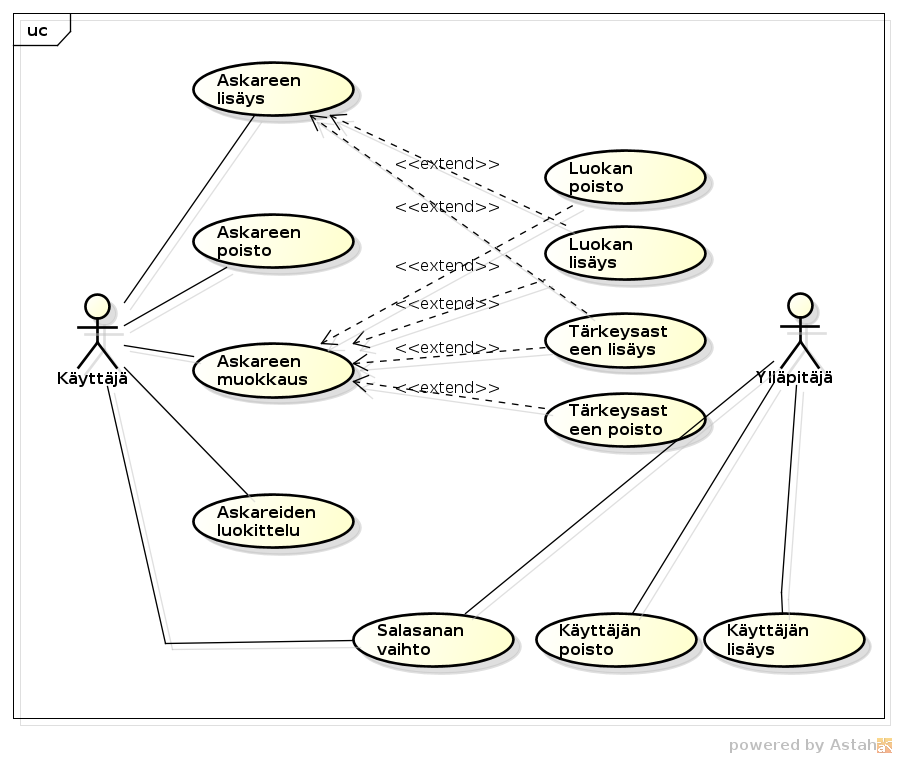 uc
Askareen
lisäys
<<extend>>
Luokan
poisto
<<extend>>
Askareen
poisto
Luokan
lisäys
<<extend>>
<<extend>>
Tärkeysast
een lisäys
<<extend>>
Askareen
muokkaus
Käyttäjä
Ylläpitäjä
<<extend>>
Tärkeysast
een poisto
Askareiden
luokittelu
Salasanan
vaihto
Käyttäjän
poisto
Käyttäjän
lisäys
powered by Astah